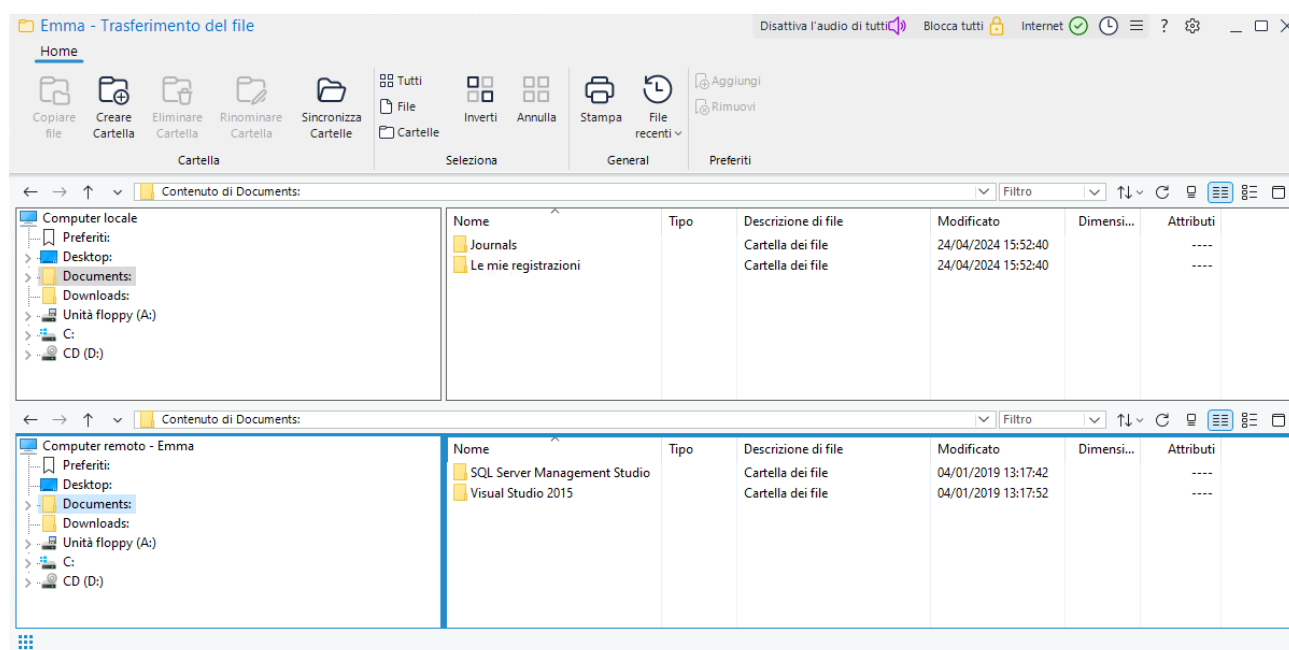 Emma - Trasferimento del file
Disattiva l'audio di tutti
Blocca tutti
Internet
?
Home
Copiare file
Creare Cartella
Eliminare Cartella
Rinominare Cartella
Sincronizza Cartelle
Cartella
Tutti
File
Cartelle
Inverti
Annulla
Seleziona
Stampa
File recenti
General
Aggiungi
Rimuovi
Preferiti
Contenuto di Documents:
Filtro
Computer locale
Preferiti:
Desktop:
Documents:
Downloads:
Unità floppy (A:)
C:
CD (D:)
Nome Tipo Descrizione di file Modificato Dimensi... Attributi
Journals Cartella dei file 24/04/2024 15:52:40 ----
Le mie registrazioni Cartella dei file 24/04/2024 15:52:40 ----
Contenuto di Documents:
Filtro
Computer remoto - Emma
Preferiti:
Desktop:
Documents:
Downloads:
Unità floppy (A:)
C:
CD (D:)
Nome Tipo Descrizione di file Modificato Dimensi... Attributi
SQL Server Management Studio Cartella dei file 04/01/2019 13:17:42 ----
Visual Studio 2015 Cartella dei file 04/01/2019 13:17:52 ----